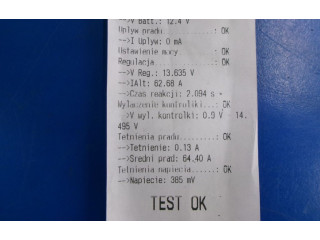 -->V Batt.: 12.4 V
Upływ prądu..........: OK
-->I Upływ: 0 mA
Ustawienie mocy......: OK
Regulacja............: OK
-->V Reg.: 13.635 V
-->IAlt: 62.68 A
-->Czas reakcji: 2.094 s -
Wyłączenie kontrolki...: OK
>V wył. kontrolki: 0.9 V 14.
495 V
Tętnienia prądu......: OK
-->Tętnienie: 0.13 A
-->Średni prąd: 64.40 A
Tętnienia napięcia.....: OK
-->Napięcie: 365 mV
TEST OK